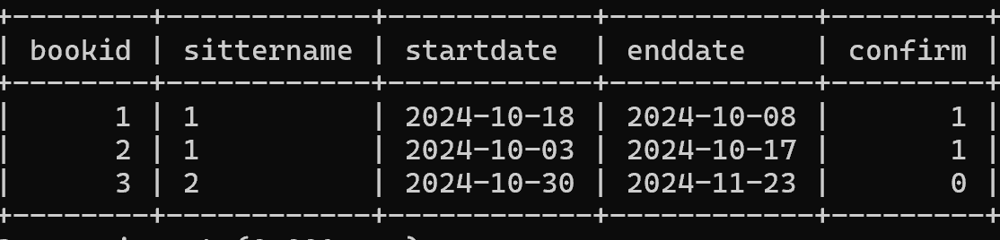 | bookid | sittername | startdate | enddate | confirm |
| 1 | 1 | 2024-10-18 | 2024-10-08 | 1 |
| 2 | 1 | 2024-10-03 | 2024-10-17 | 1 |
| 3 | 2 | 2024-10-30 | 2024-11-23 | 0 |